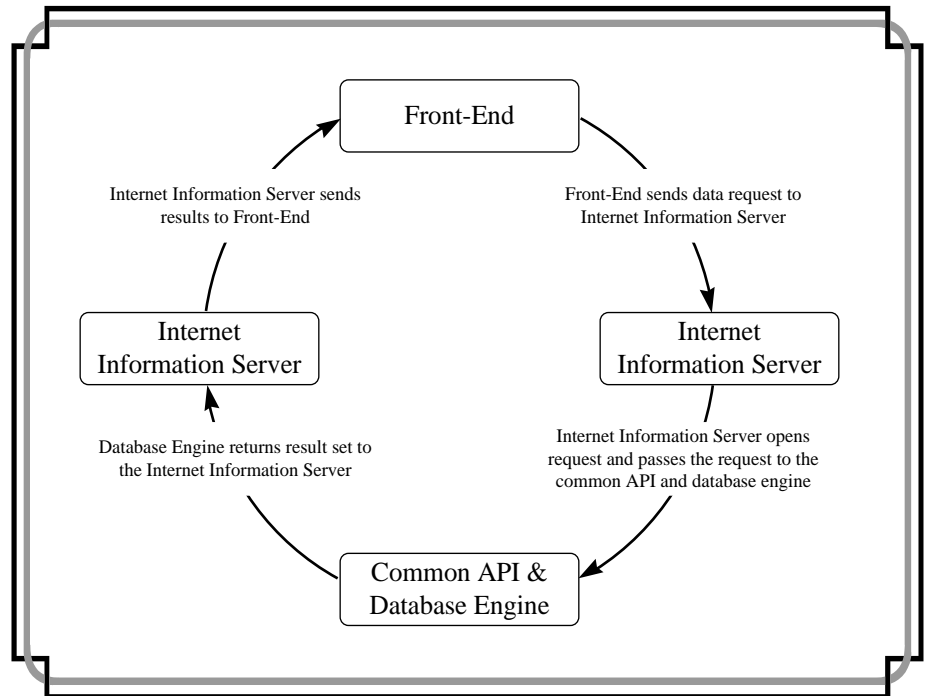 Front-End
Internet Information Server sends
results to Front-End
Front-End sends data request to
Internet Information Server
Internet
Information Server
Internet
Information Server
Database Engine returns result set to
the Internet Information Server
Internet Information Server opens
request and passes the request to the
common API and database engine
Common API &
Database Engine